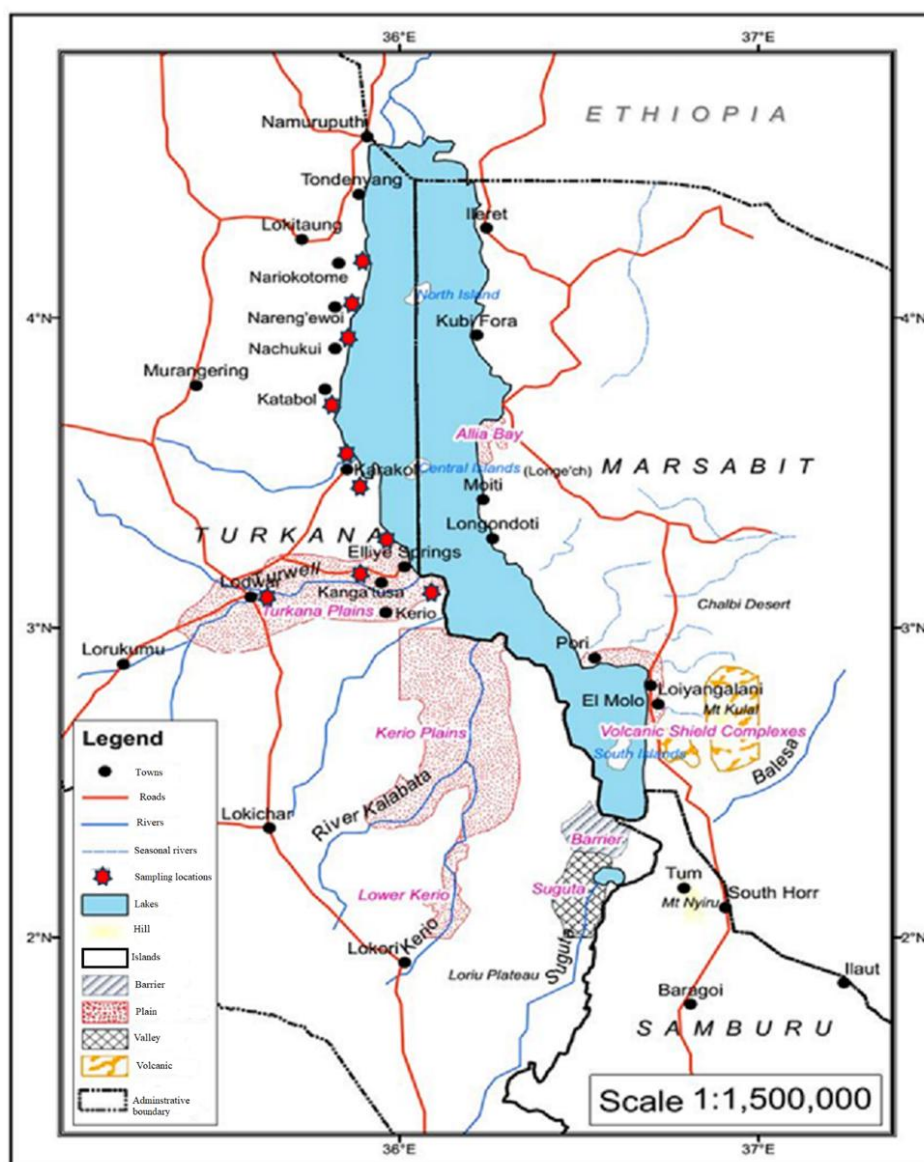 36°E
37°E
ETHIOPIA
Namuruputh
Tondenyang
Lokitaung
Illeret
Nariokotome
North Island
4°N
4°N
Nareng'ewoi
Kubi Fora
Nachukui
Murangering
Katabol
Allia Bay
Karakol
Central Islands
(Longe'ch)
MARSABIT
Moiti
TURKANA
Longondoti
Elliye Springs
Turwell
Lodwar
Kanga'tusa
Turkana Plains
Kerio
Chalbi Desert
3°N
3°N
Lorukumu
Pori
El Molo
Loiyangalani
Mt Kulal
Kerio Plains
Volcanic Shield Complexes
South Islands
Balesa
River Kalabata
Lokichar
Barrier
Lower Kerio
Suguta
Tum
Mt Nyiru
South Horr
2°N
2°N
Lokori
Kerio
Loriu Plateau
Suguta
Ilaut
Baragoi
SAMBURU
Legend
Towns
Roads
Rivers
Seasonal rivers
Sampling locations
Lakes
Hill
Islands
Barrier
Plain
Valley
Volcanic
Adminstrative
boundary
Scale 1:1,500,000
36°E
37°E